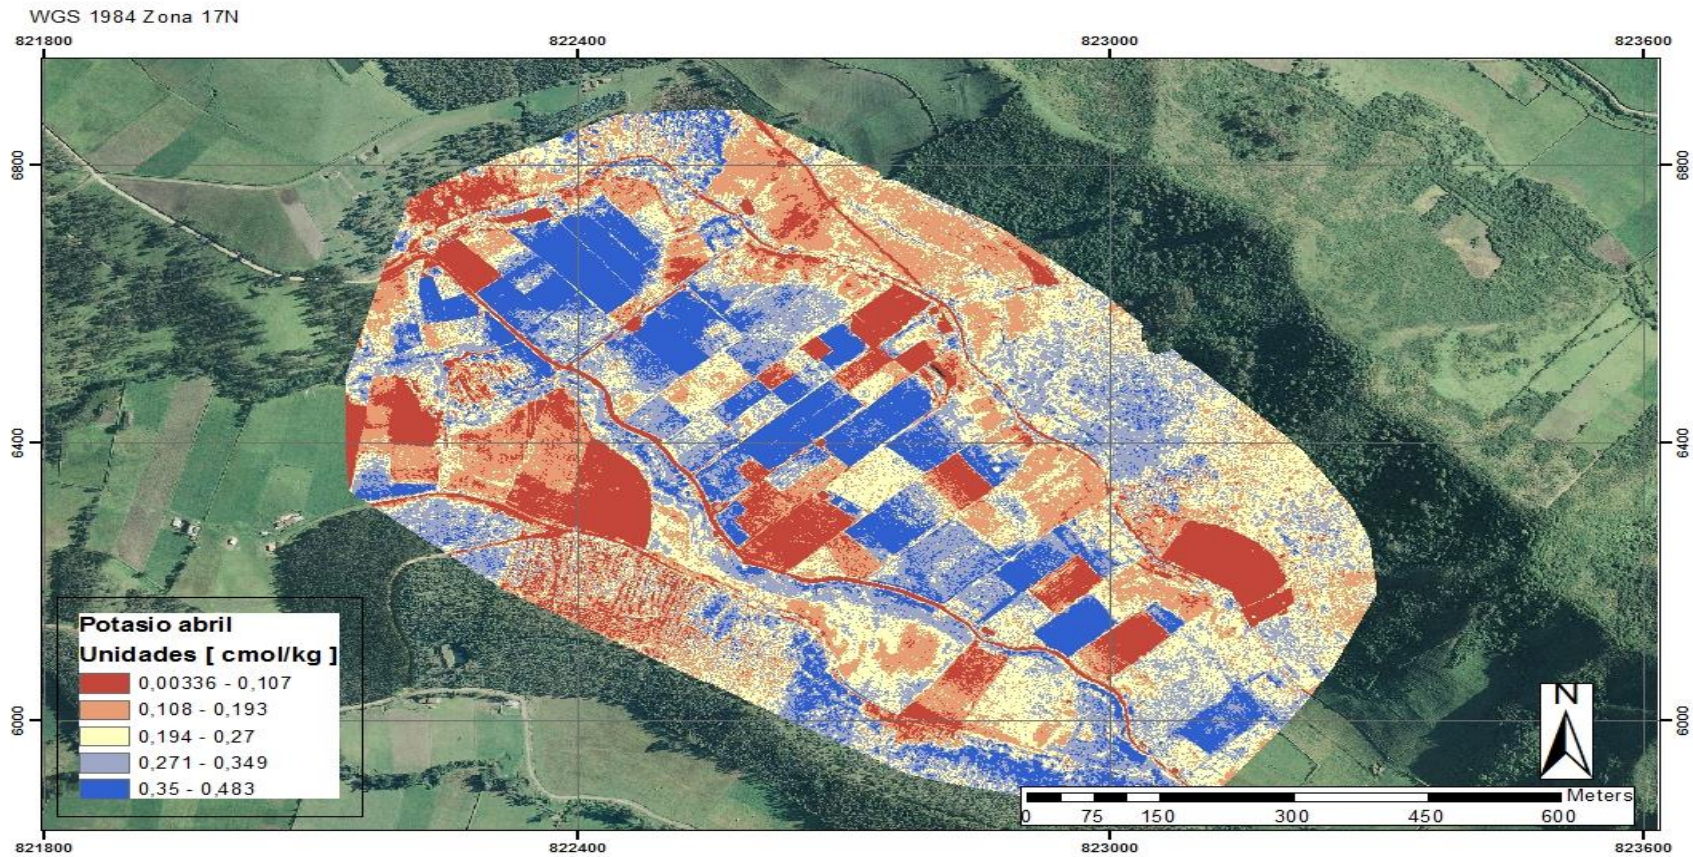 WGS 1984 Zona 17N
821800 822400 823000 823600
6800 6800
6400 6400
6000 6000
Potasio abril
Unidades [ cmol/kg ]
0,00336 - 0,107
0,108 - 0,193
0,194 - 0,27
0,271 - 0,349
0,35 - 0,483
N
Meters
0 75 150 300 450 600
821800 822400 823000 823600